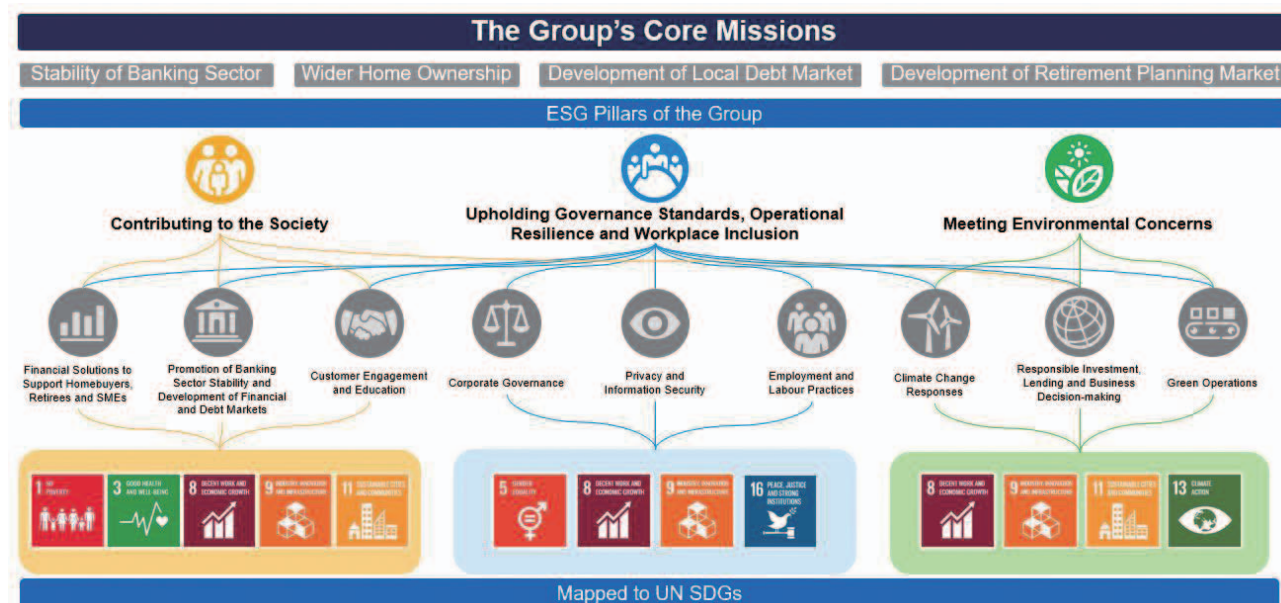 The Group's Core Missions
Stability of Banking Sector
Wider Home Ownership
Development of Local Debt Market
Development of Retirement Planning Market
ESG Pillars of the Group
Contributing to the Society
Upholding Governance Standards, Operational
Resilience and Workplace Inclusion
Meeting Environmental Concerns
Financial Solutions to
Support Homebuyers,
Retirees and SMEs
Promotion of Banking
Sector Stability and
Development of Financial
and Debt Markets
Customer Engagement
and Education
Corporate Governance
Privacy and
Information Security
Employment and
Labour Practices
Climate Change
Responses
Responsible Investment,
Lending and Business
Decision-making
Green Operations
1 NO
POVERTY
3 GOOD HEALTH
AND WELL-BEING
8 DECENT WORK AND
ECONOMIC GROWTH
9 INDUSTRY, INNOVATION
AND INFRASTRUCTURE
11 SUSTAINABLE CITIES
AND COMMUNITIES
5 GENDER
EQUALITY
8 DECENT WORK AND
ECONOMIC GROWTH
9 INDUSTRY, INNOVATION
AND INFRASTRUCTURE
16 PEACE, JUSTICE
AND STRONG
INSTITUTIONS
8 DECENT WORK AND
ECONOMIC GROWTH
9 INDUSTRY, INNOVATION
AND INFRASTRUCTURE
11 SUSTAINABLE CITIES
AND COMMUNITIES
13 CLIMATE
ACTION
Mapped to UN SDGs